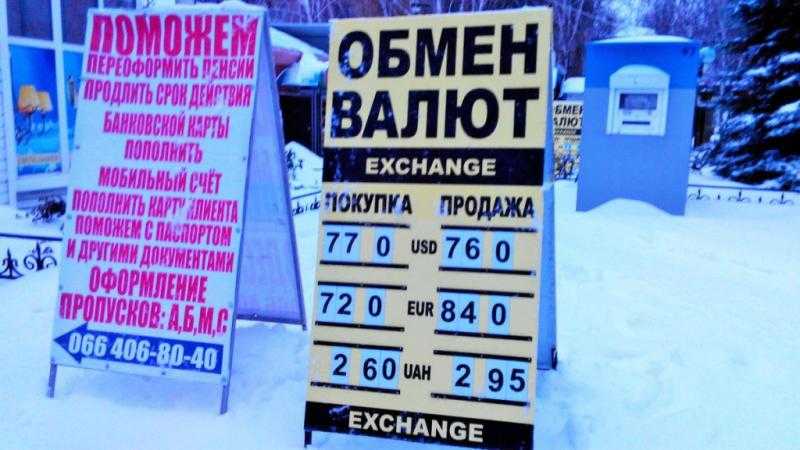 ПОМОЖЕМ
ПЕРЕОФОРМИТЬ ПЕНСИИ
ПРОДЛИТЬ СРОК ДЕЙСТВИЯ
БАНКОВСКОЙ КАРТЫ
ПОПОЛНИТЬ
МОБИЛЬНЫЙ СЧЁТ
ПОПОЛНИТЬ КАРТУ КЛИЕНТА
ПОМОЖЕМ С ПАСПОРТОМ
И ДРУГИМИ ДОКУМЕНТАМИ
ОФОРМЛЕНИЕ
ПРОПУСКОВ: А,Б,М,С
066 406-80-40
ОБМЕН
ВАЛЮТ
EXCHANGE
ПОКУПКА ПРОДАЖА
77 0 USD 76 0
72 0 EUR 84 0
2 60 UAH 2 95
EXCHANGE
ОБМЕН
ВАЛЮТ